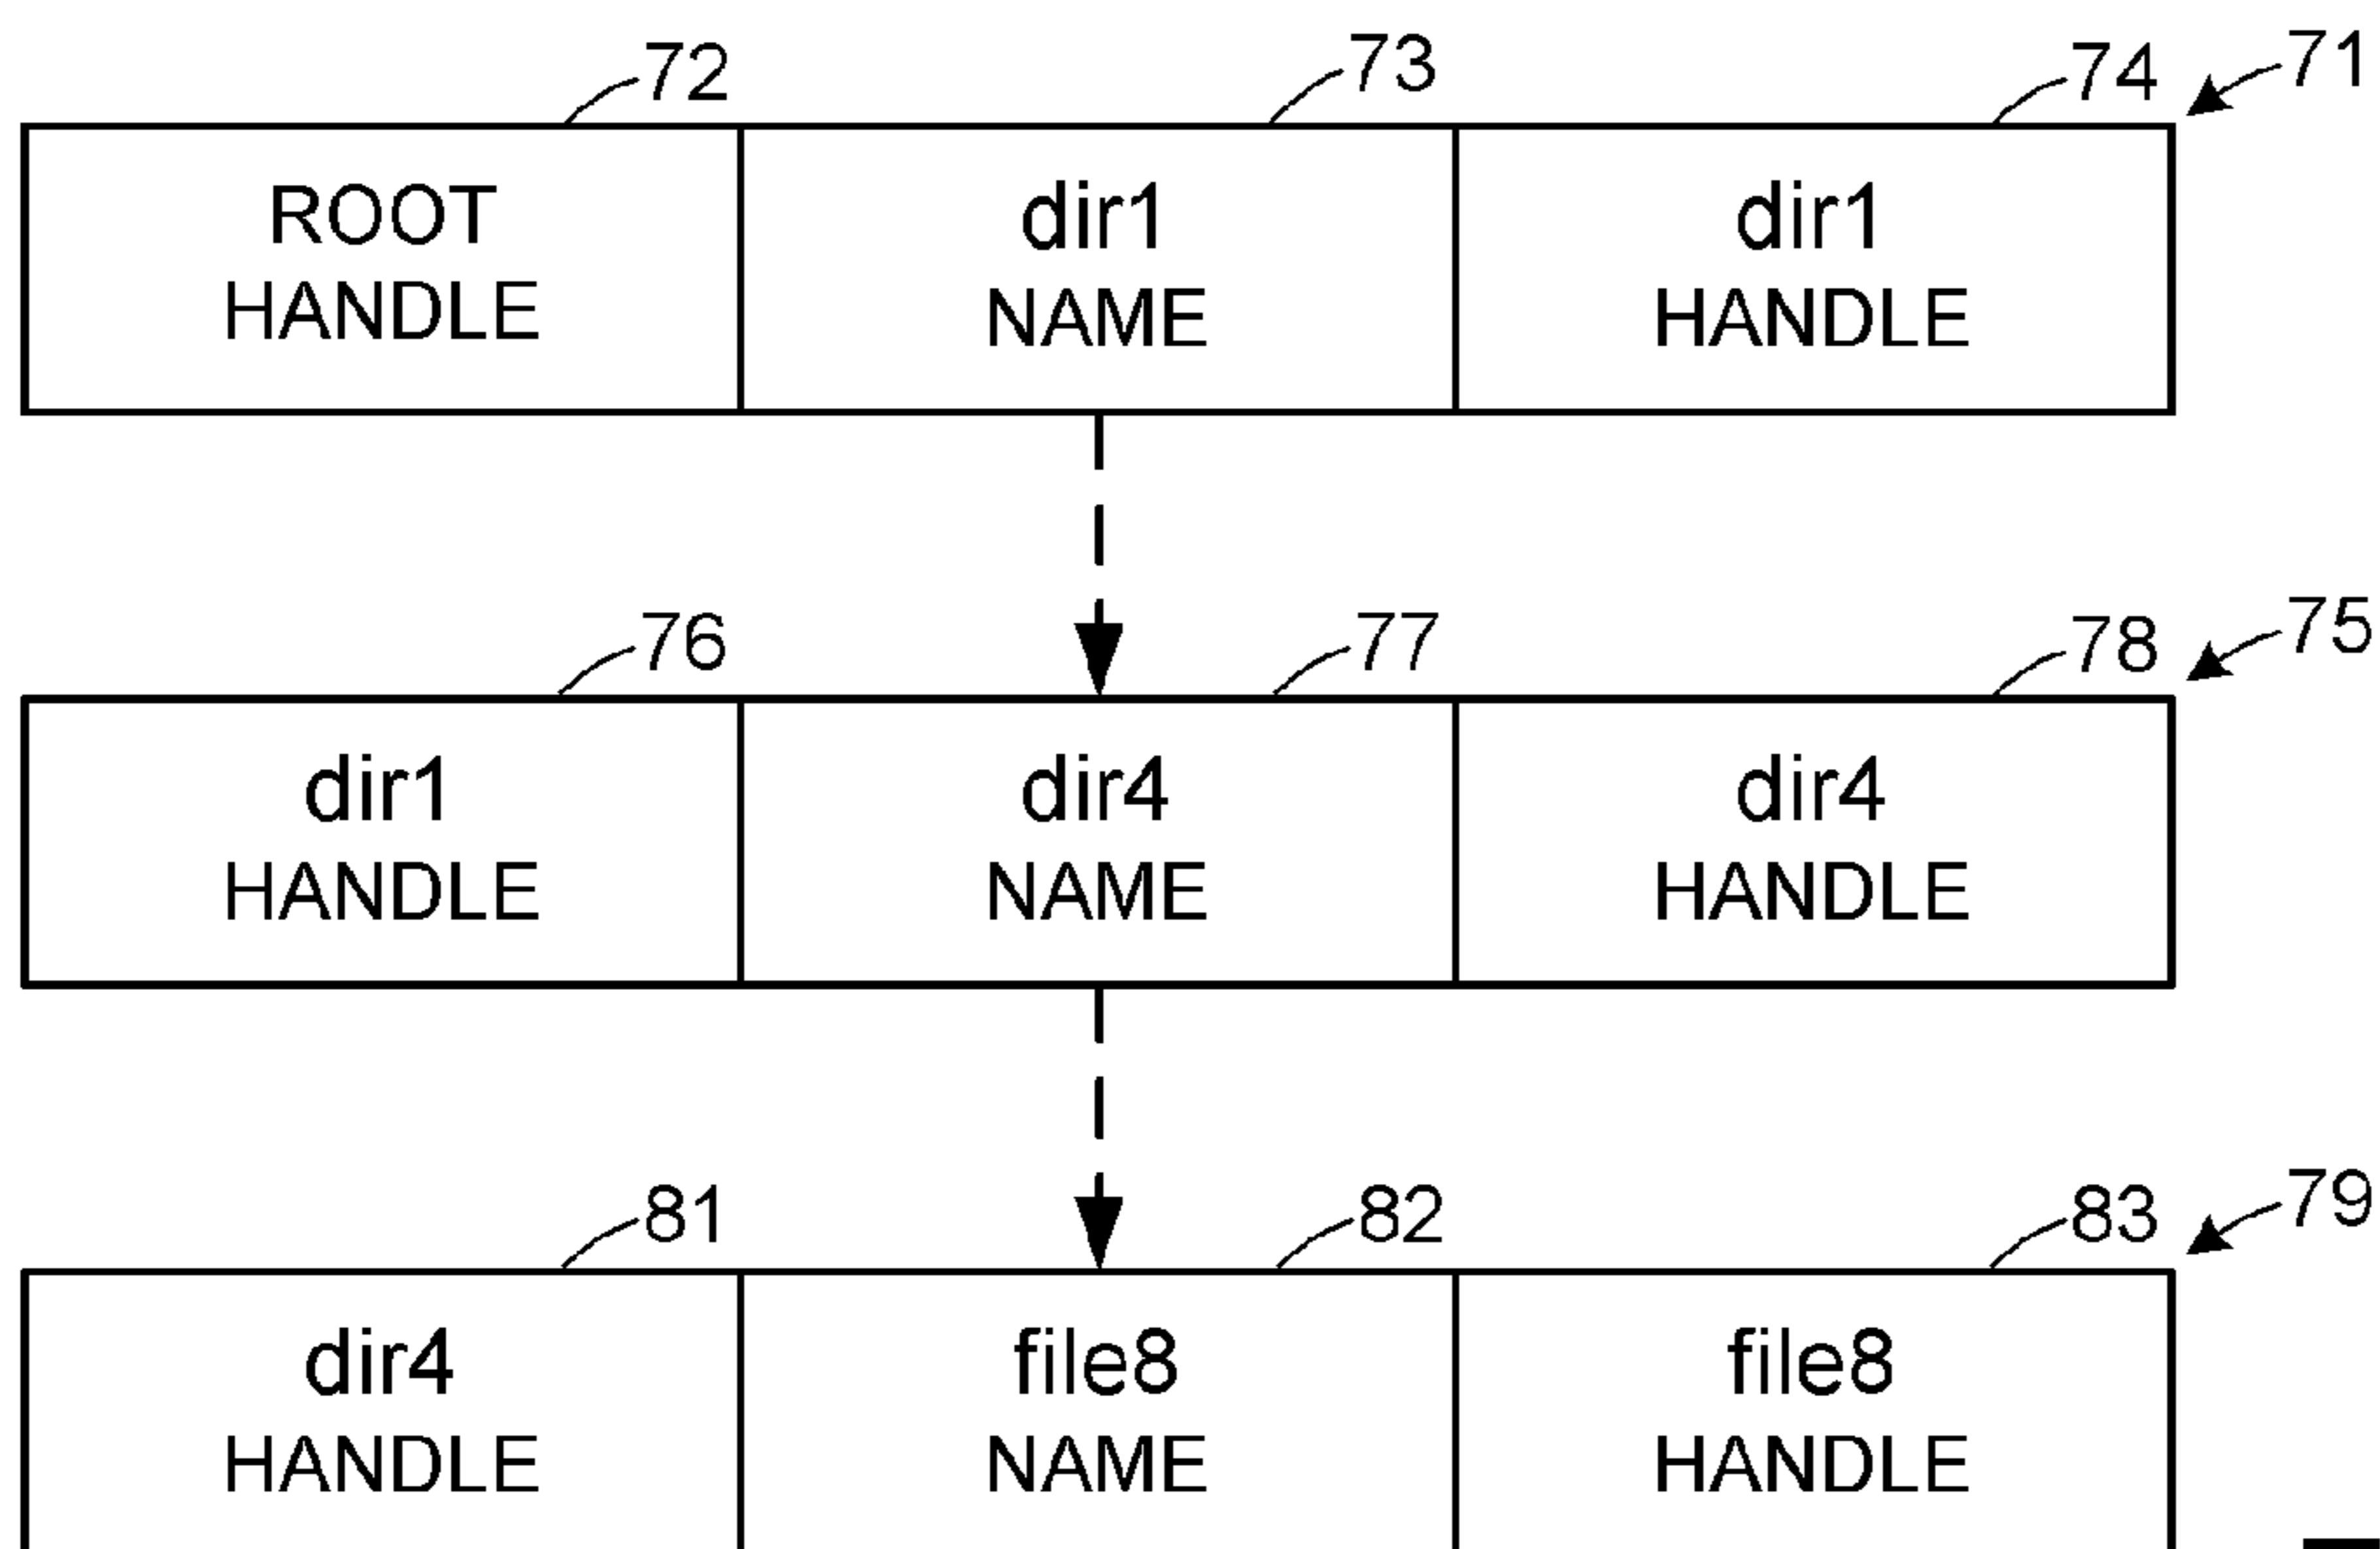 72 73 74 71
ROOT dir1 dir1
HANDLE NAME HANDLE
76 77 78 75
dir1 dir4 dir4
HANDLE NAME HANDLE
81 82 83 79
dir4 file8 file8
HANDLE NAME HANDLE